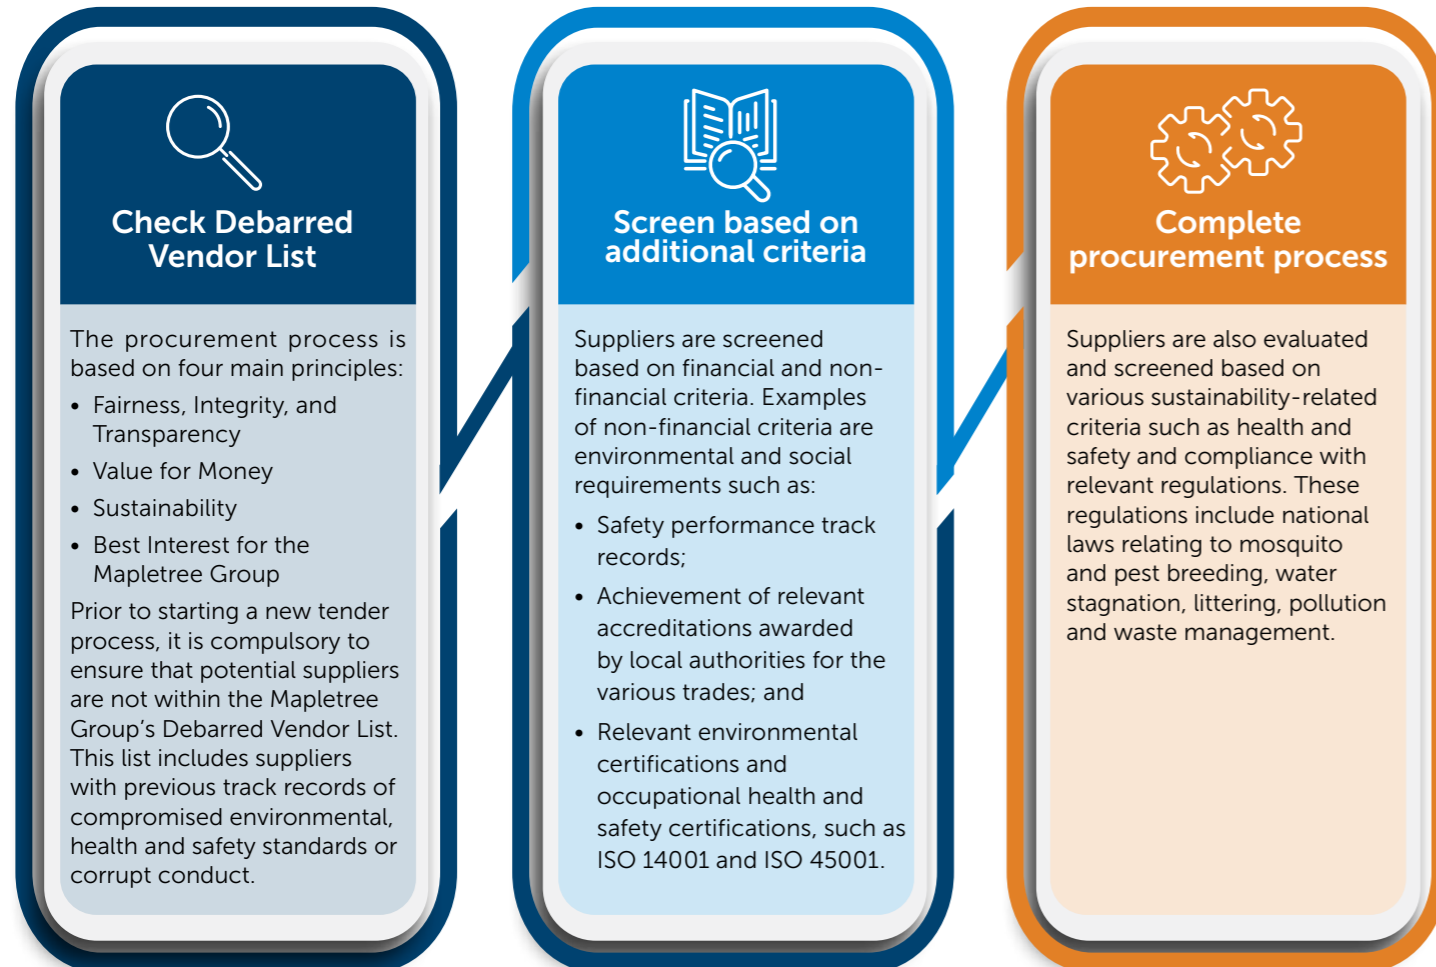 Check Debarred
Vendor List
The procurement process is
based on four main principles:
• Fairness, Integrity, and
Transparency
• Value for Money
• Sustainability
• Best Interest for the
Mapletree Group
Prior to starting a new tender
process, it is compulsory to
ensure that potential suppliers
are not within the Mapletree
Group’s Debarred Vendor List.
This list includes suppliers
with previous track records of
compromised environmental,
health and safety standards or
corrupt conduct.
Screen based on
additional criteria
Suppliers are screened
based on financial and non-
financial criteria. Examples
of non-financial criteria are
environmental and social
requirements such as:
• Safety performance track
records;
• Achievement of relevant
accreditations awarded
by local authorities for the
various trades; and
• Relevant environmental
certifications and
occupational health and
safety certifications, such as
ISO 14001 and ISO 45001.
Complete
procurement process
Suppliers are also evaluated
and screened based on
various sustainability-related
criteria such as health and
safety and compliance with
relevant regulations. These
regulations include national
laws relating to mosquito
and pest breeding, water
stagnation, littering, pollution
and waste management.